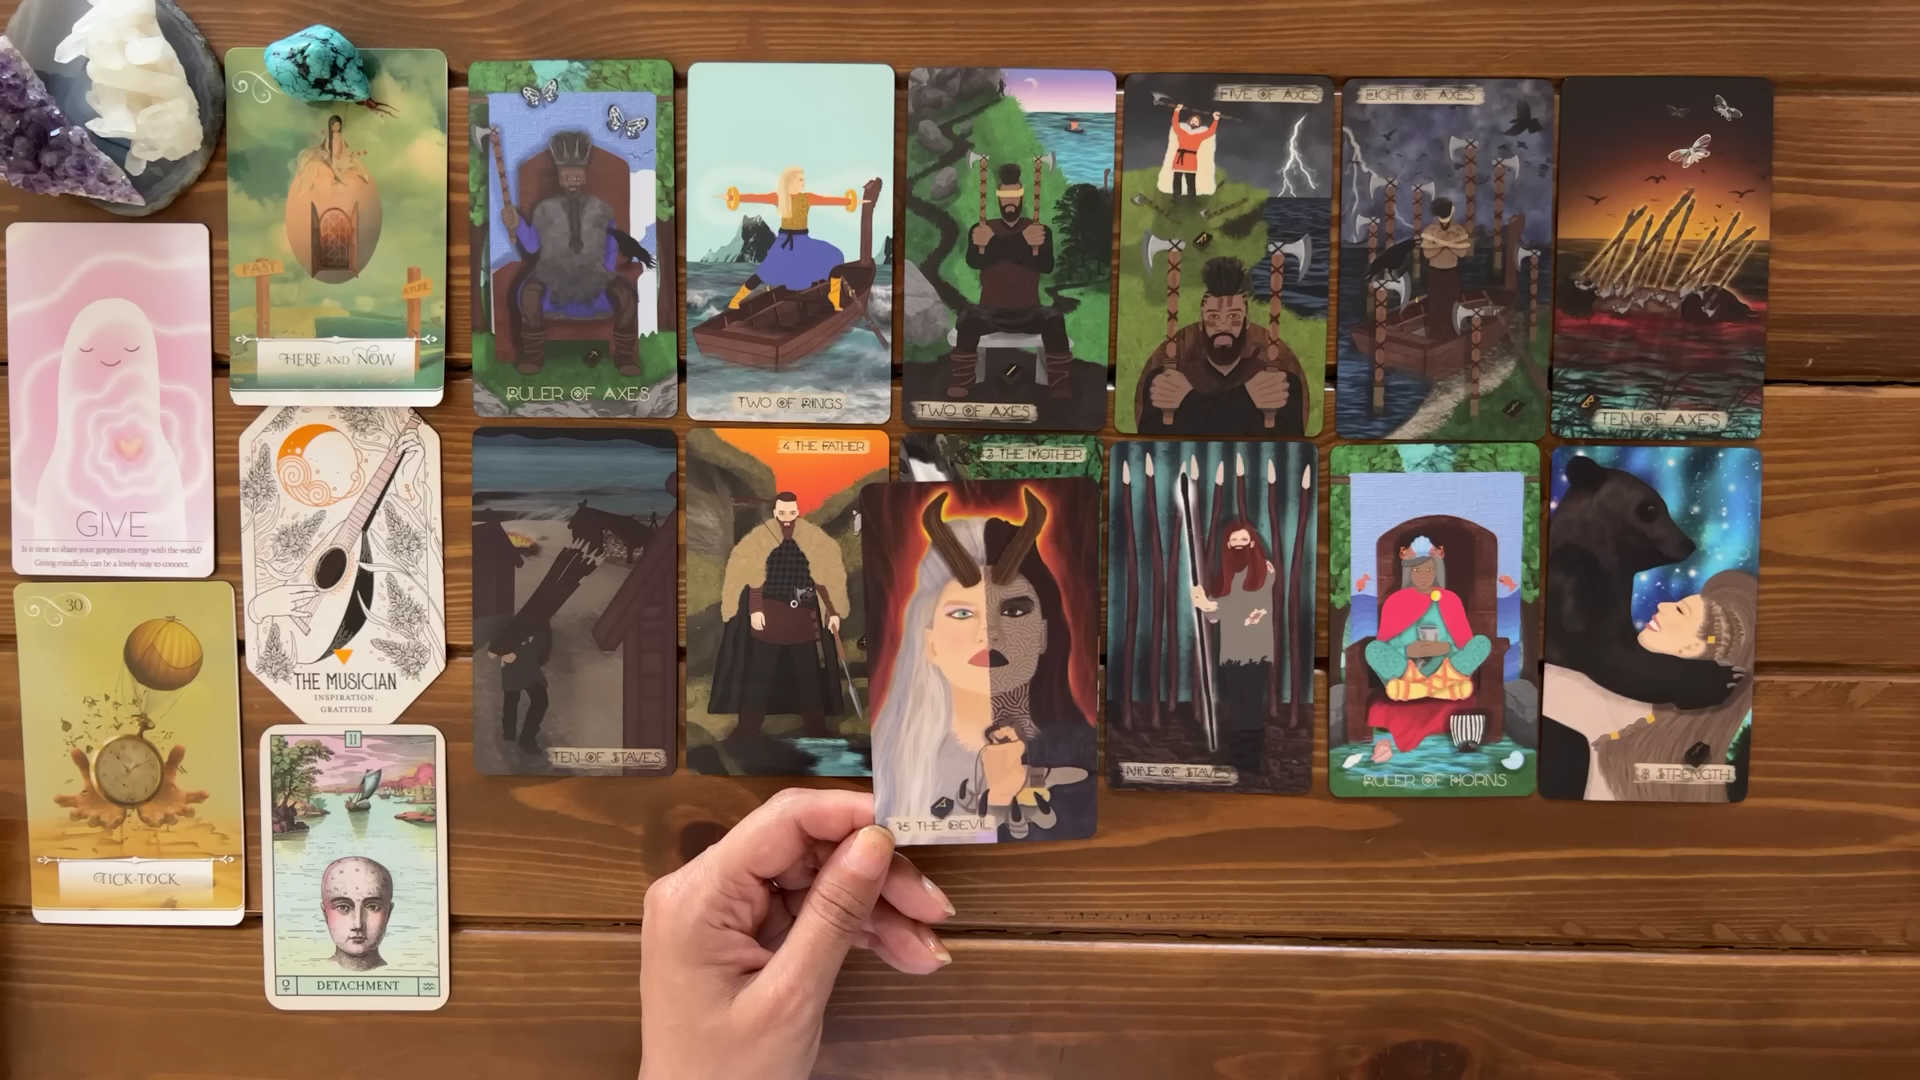 PAST
HERE AND NOW
RULER OF AXES
TWO OF RINGS
TWO OF AXES
FIVE OF AXES
EIGHT OF AXES
TEN OF AXES
GIVE
Is it time to share your gorgeous energy with the world?
Giving mindfully can be a lovely way to connect.
THE MUSICIAN
INSPIRATION,
GRATITUDE
TEN OF STAVES
4 THE FATHER
3 THE MOTHER
15 THE DEVIL
NINE OF STAVES
RULER OF HORNS
8 STRENGTH
30
TICK-TOCK
11
DETACHMENT